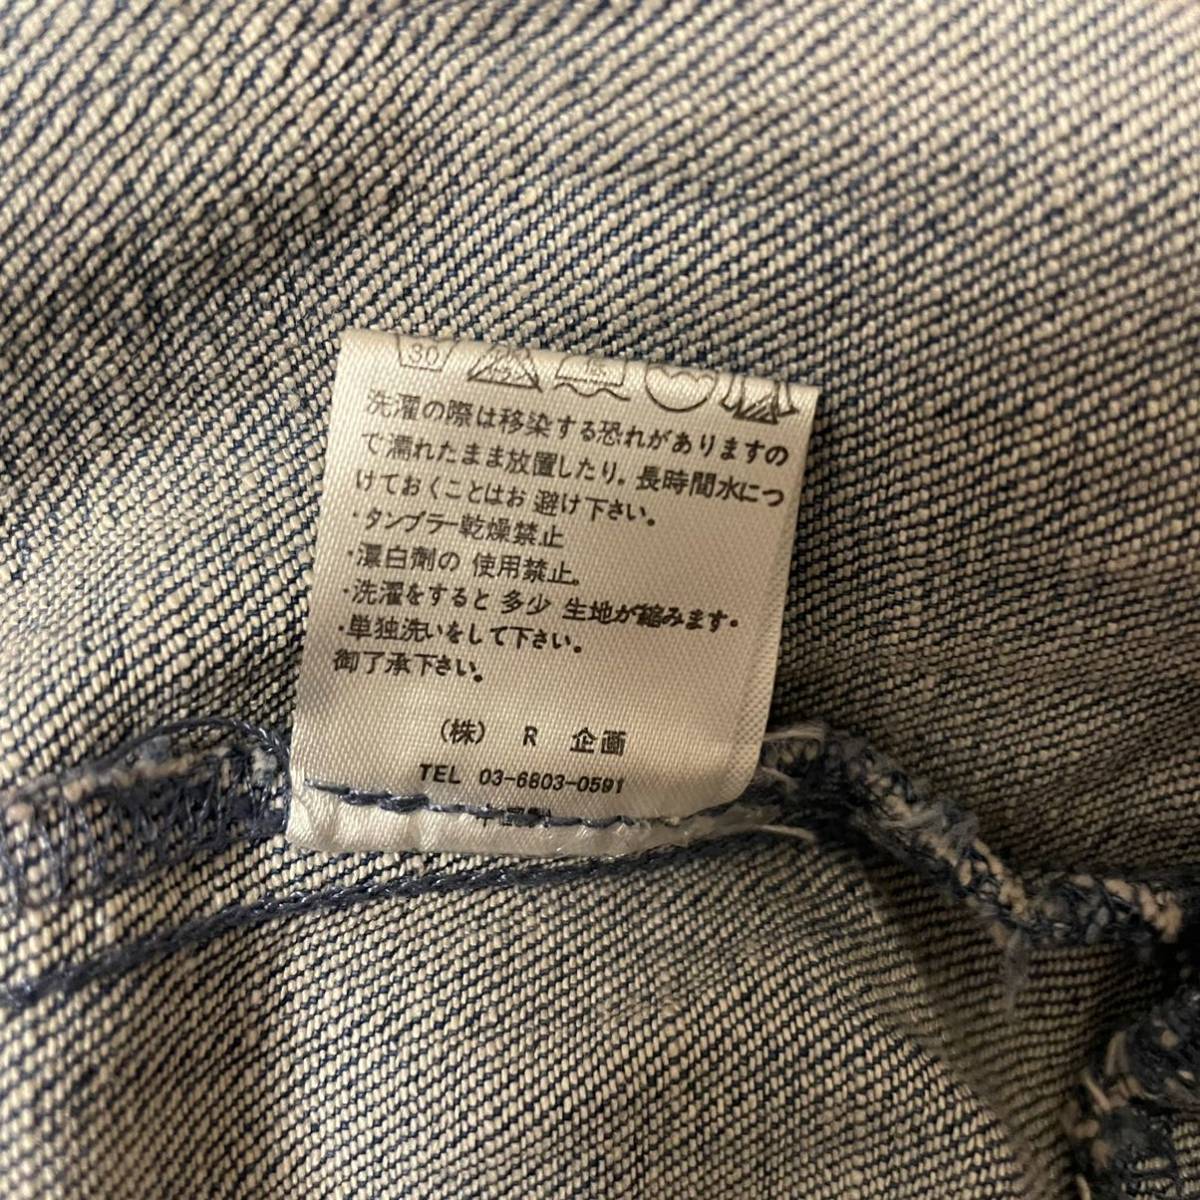 30
洗濯の際は移染する恐れがありますの
で濡れたまま放置したり。長時間水につ
けておくことはお 避け下さい。
・タンブラー乾燥禁止
・漂白剤の 使用禁止。
・洗濯をすると 多少 生地が縮みます・
・単独洗いをして下さい。
御了承下さい。
(株) R 企画
TEL 03-6803-0591